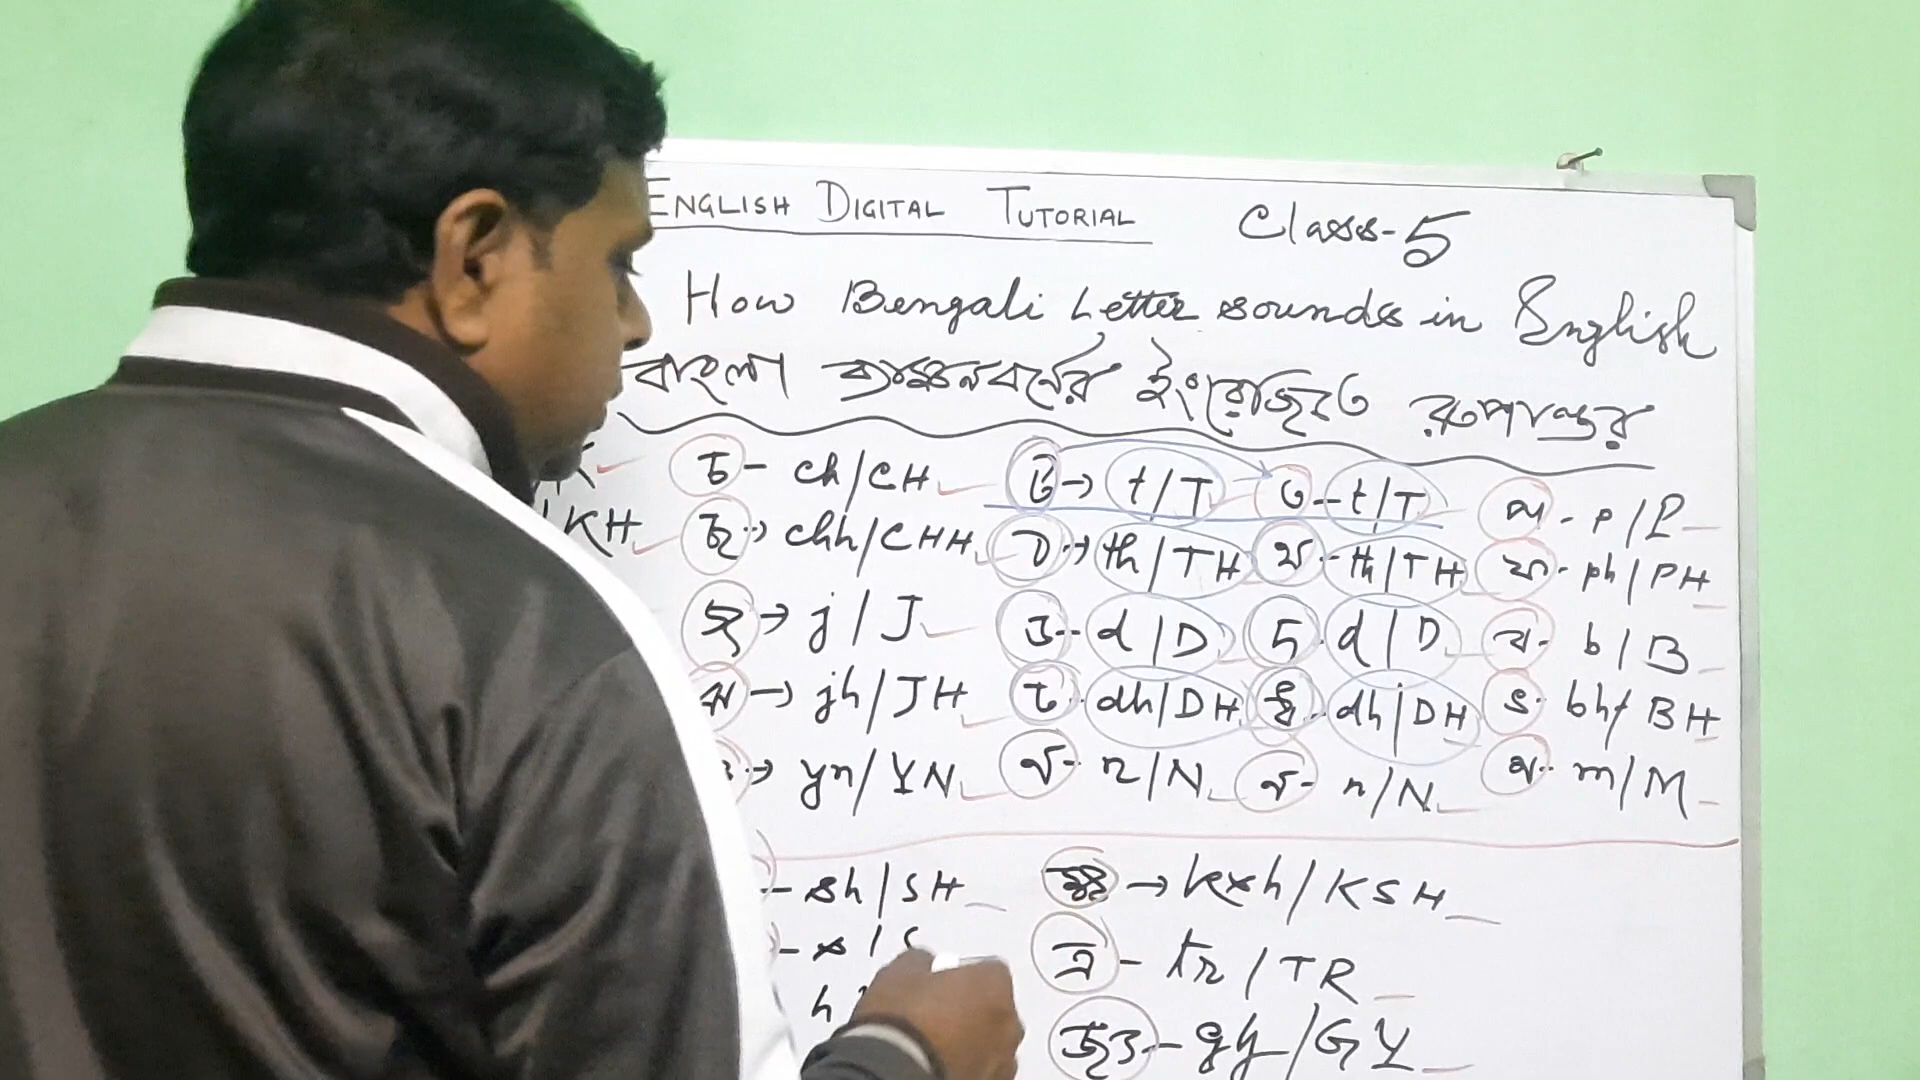 ENGLISH DIGITAL TUTORIAL Class-5
How Bengali Letter sounds in English
বাংলা ব্যঞ্জনবর্ণের ইংরেজিতে রূপান্তর
K চ - ch/CH ট → t/T ত - t/T প - p/P
KH ছ → chh/CHH ঠ → th/TH থ - th/TH ফ - ph/PH
জ → j/J ড - d/D দ - d/D ব - b/B
ঝ → jh/JH ঢ - dh/DH ধ - dh/DH ভ - bh/BH
→ yn/YN ণ - n/N ন - n/N ম - m/M
- sh/SH ক্ষ → ksh/KSH
- s/S ত্র - tr/TR
h জ্ঞ - gy/GY